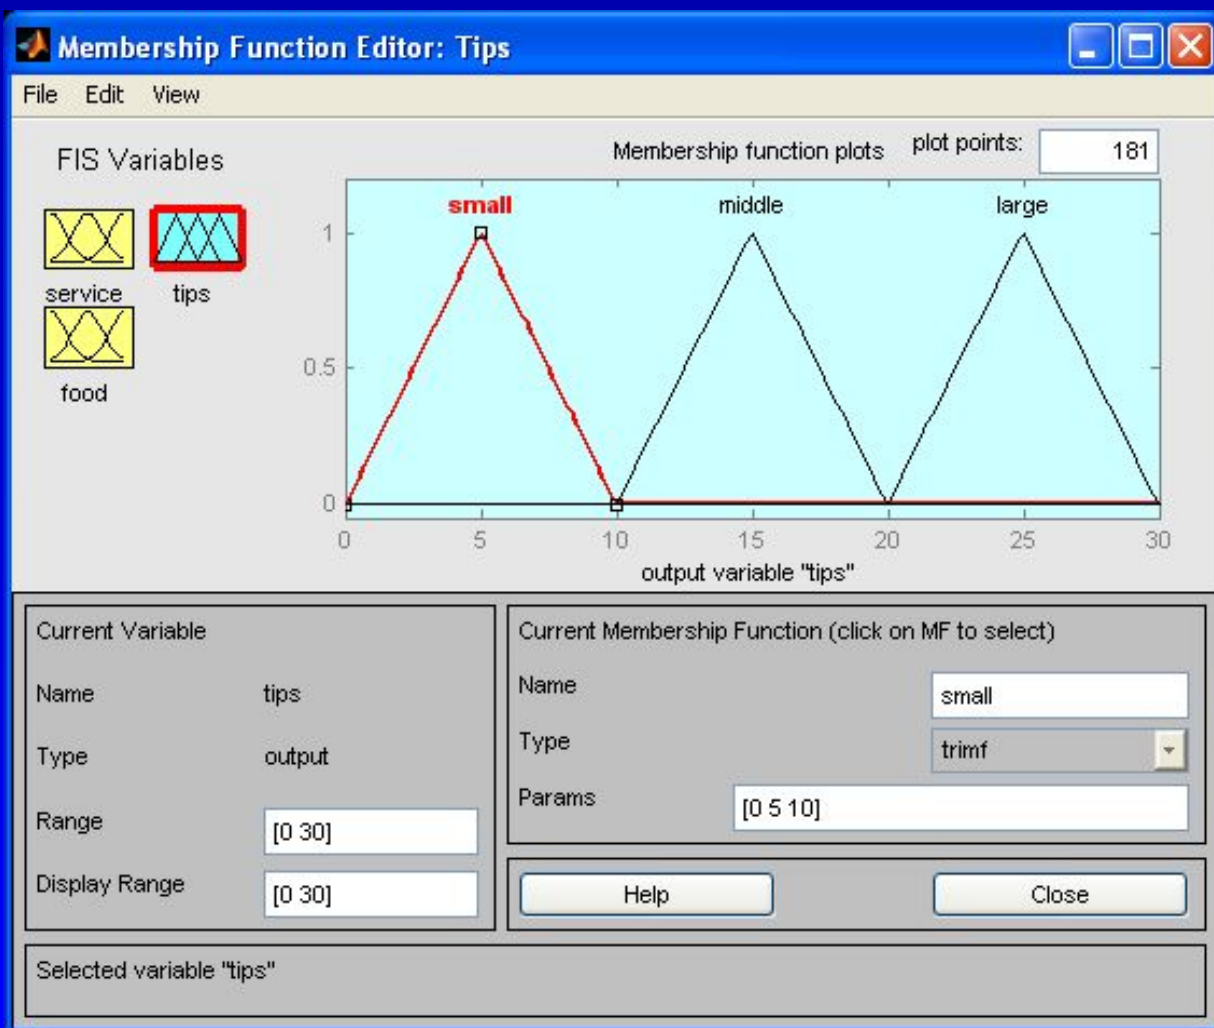 Membership Function Editor: Tips
File Edit View
FIS Variables
Membership function plots plot points: 181
service
tips
food
small middle large
1
0.5
0
0 5 10 15 20 25 30
output variable "tips"
Current Variable
Name tips
Type output
Range [0 30]
Display Range [0 30]
Current Membership Function (click on MF to select)
Name small
Type trimf
Params [0 5 10]
Help Close
Selected variable "tips"